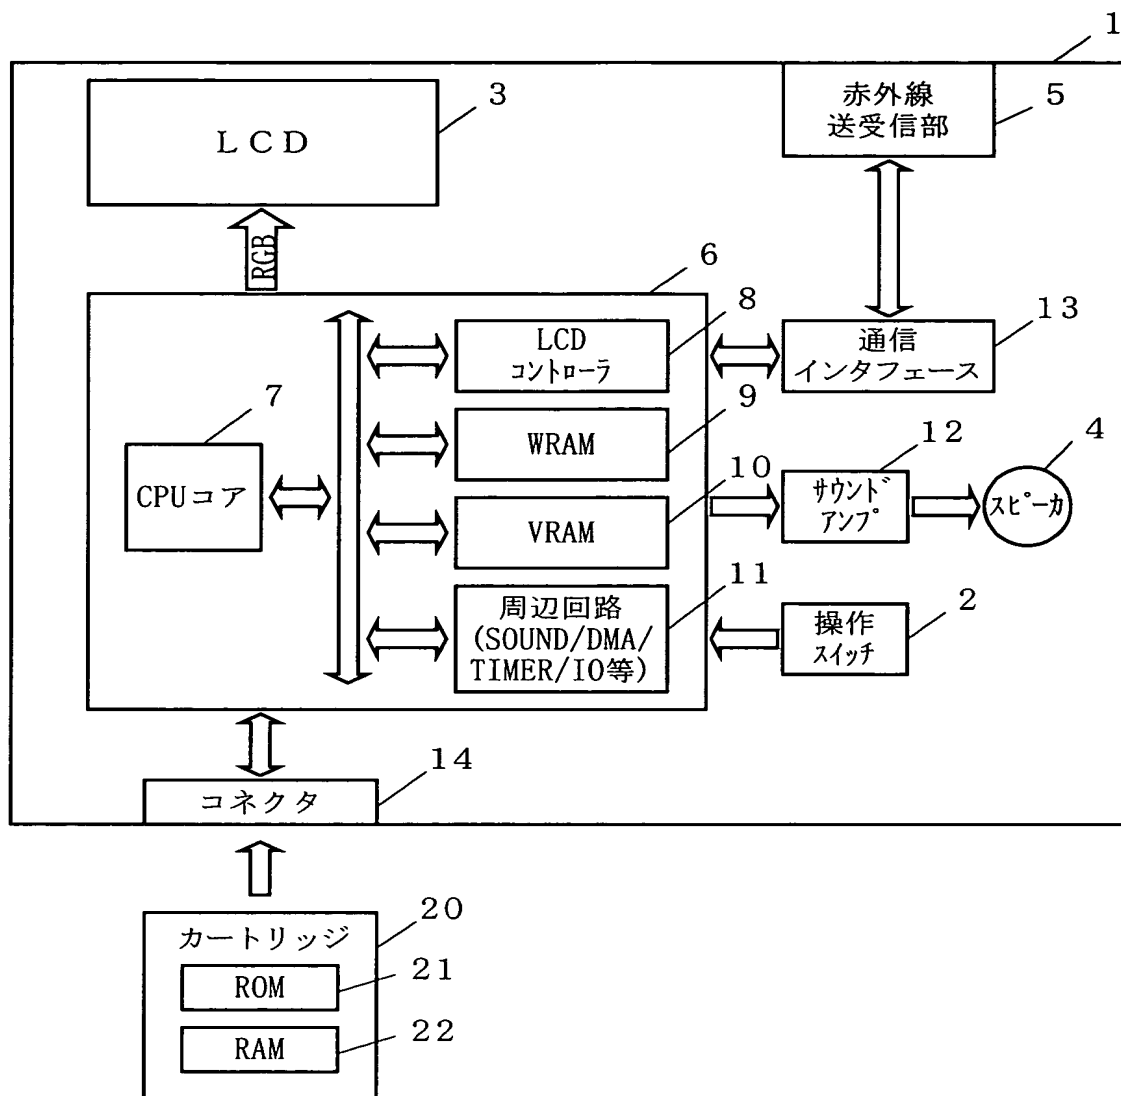 1
LCD
3
赤外線
送受信部
5
RGB
6
LCD
コントローラ
8
通信
インタフェース
13
7
CPUコア
WRAM
9
VRAM
10
サウンド
アンプ
12
スピーカ
4
周辺回路
(SOUND/DMA/
TIMER/IO等)
11
操作
スイッチ
2
コネクタ
14
カートリッジ
20
ROM
21
RAM
22